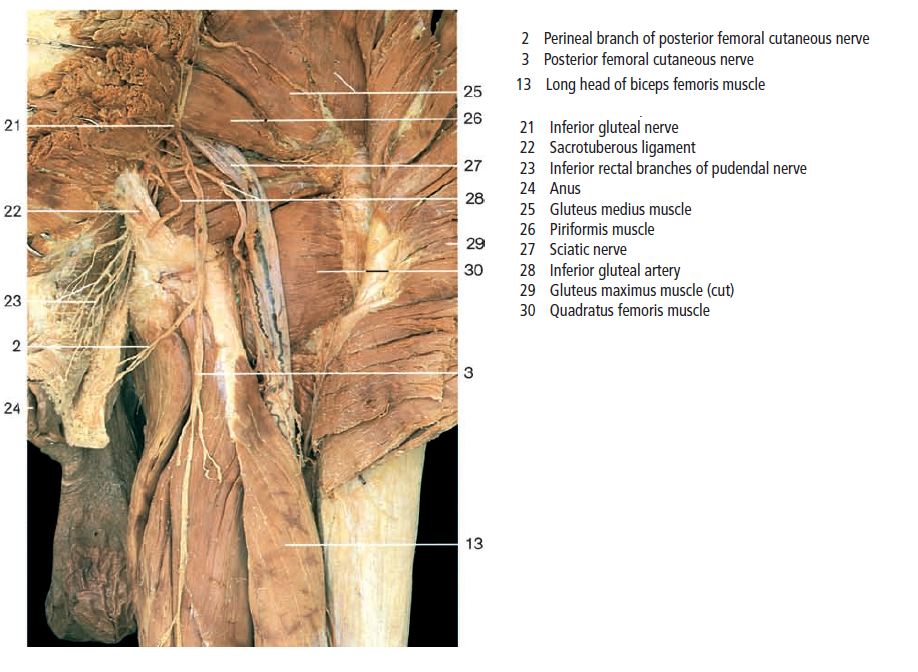 25
26
21
27
28
22
29
30
23
2
3
24
13
2 Perineal branch of posterior femoral cutaneous nerve
3 Posterior femoral cutaneous nerve
13 Long head of biceps femoris muscle
21 Inferior gluteal nerve
22 Sacrotuberous ligament
23 Inferior rectal branches of pudendal nerve
24 Anus
25 Gluteus medius muscle
26 Piriformis muscle
27 Sciatic nerve
28 Inferior gluteal artery
29 Gluteus maximus muscle (cut)
30 Quadratus femoris muscle